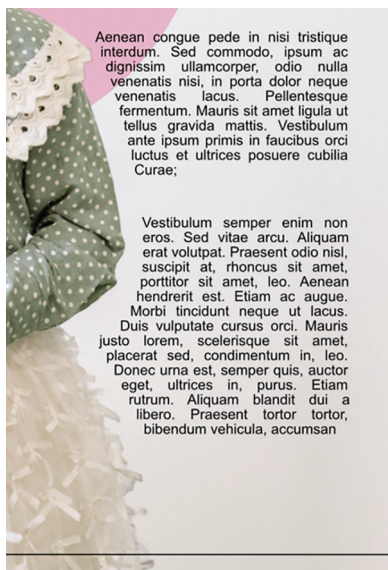 Aenean congue pede in nisi tristique
interdum. Sed commodo, ipsum ac
dignissim ullamcorper, odio nulla
venenatis nisi, in porta dolor neque
venenatis lacus. Pellentesque
fermentum. Mauris sit amet ligula ut
tellus gravida mattis. Vestibulum
ante ipsum primis in faucibus orci
luctus et ultrices posuere cubilia
Curae;
Vestibulum semper enim non
eros. Sed vitae arcu. Aliquam
erat volutpat. Praesent odio nisl,
suscipit at, rhoncus sit amet,
porttitor sit amet, leo. Aenean
hendrerit est. Etiam ac augue.
Morbi tincidunt neque ut lacus.
Duis vulputate cursus orci. Mauris
justo lorem, scelerisque sit amet,
placerat sed, condimentum in, leo.
Donec urna est, semper quis, auctor
eget, ultrices in, purus. Etiam
rutrum. Aliquam blandit dui a
libero. Praesent tortor tortor,
bibendum vehicula, accumsan